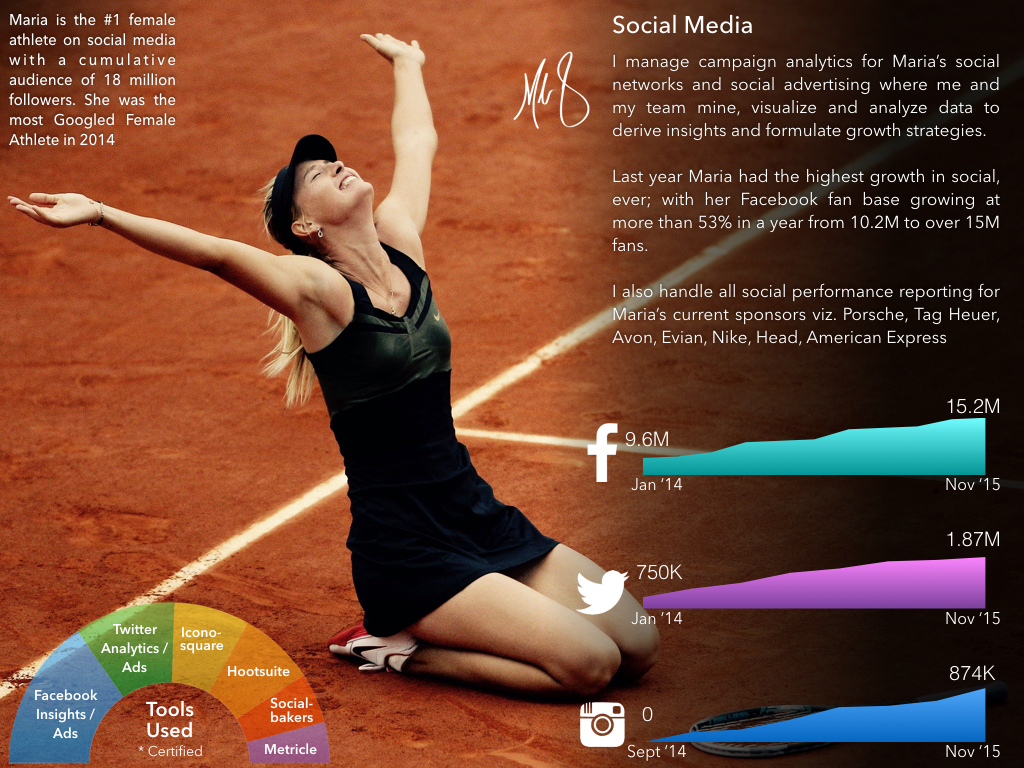 Maria is the #1 female
athlete on social media
with a cumulative
audience of 18 million
followers. She was the
most Googled Female
Athlete in 2014
Social Media
I manage campaign analytics for Maria's social
networks and social advertising where me and
my team mine, visualize and analyze data to
derive insights and formulate growth strategies.
Last year Maria had the highest growth in social,
ever; with her Facebook fan base growing at
more than 53% in a year from 10.2M to over 15M
fans.
I also handle all social performance reporting for
Maria's current sponsors viz. Porsche, Tag Heuer,
Avon, Evian, Nike, Head, American Express
15.2M
9.6M
Jan '14
Nov '15
1.87M
750K
Jan '14
Nov '15
874K
0
Sept '14
Nov '15
Facebook
Insights /
Ads
Twitter
Analytics /
Ads
Icono-
square
Hootsuite
Social-
bakers
Metricle
Tools
Used
* Certified